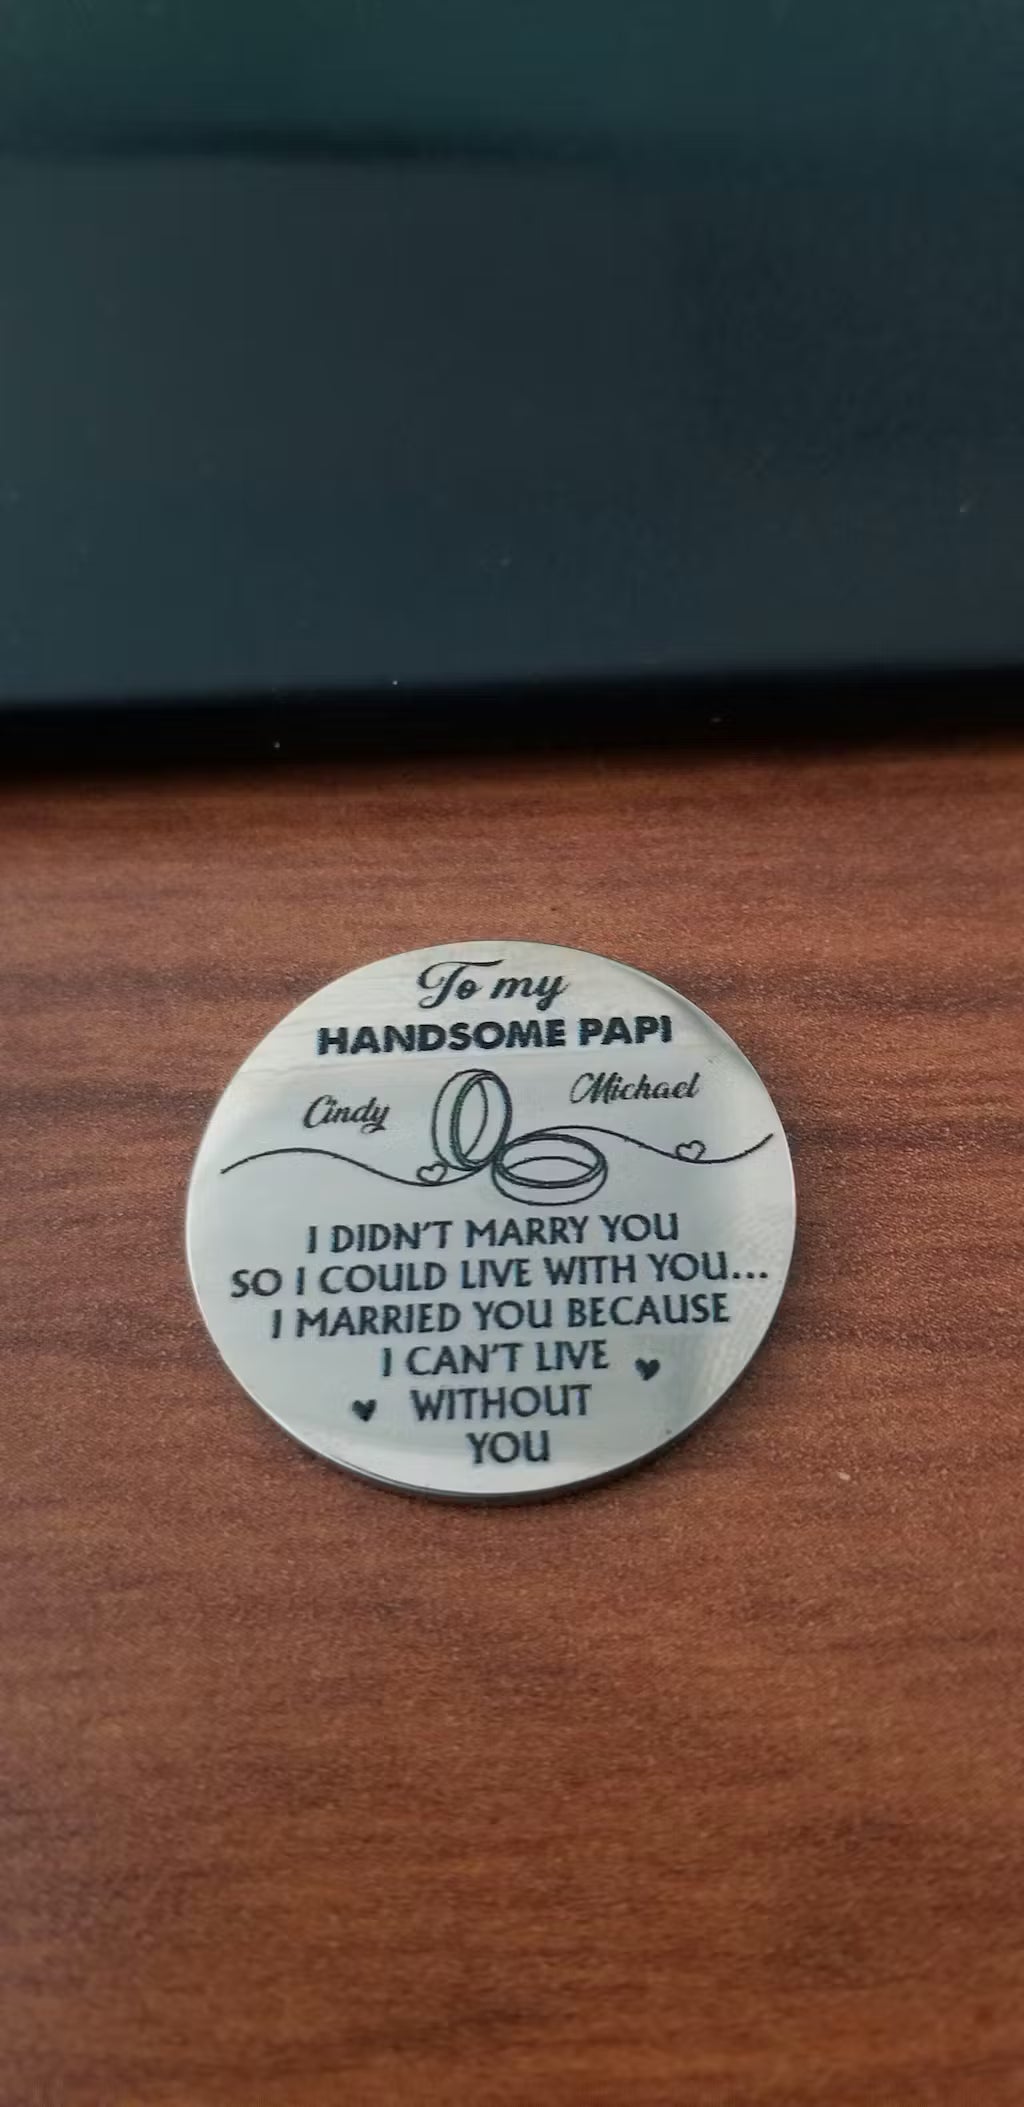 To my
HANDSOME PAPI
Cindy
Michael
I DIDN'T MARRY YOU
SO I COULD LIVE WITH YOU...
I MARRIED YOU BECAUSE
I CAN'T LIVE
WITHOUT
YOU